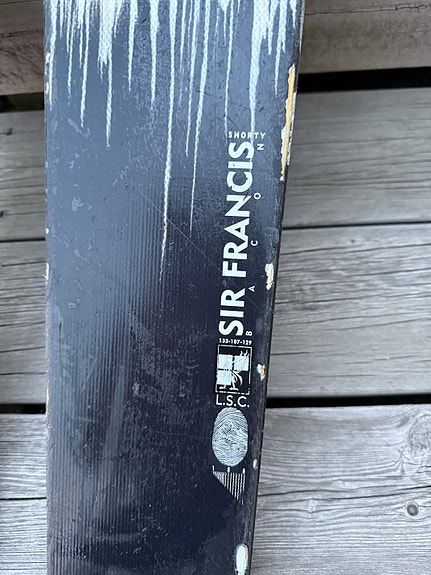 SHORTY
SIR FRANCIS
BACON
133-107-129
L.S.C.